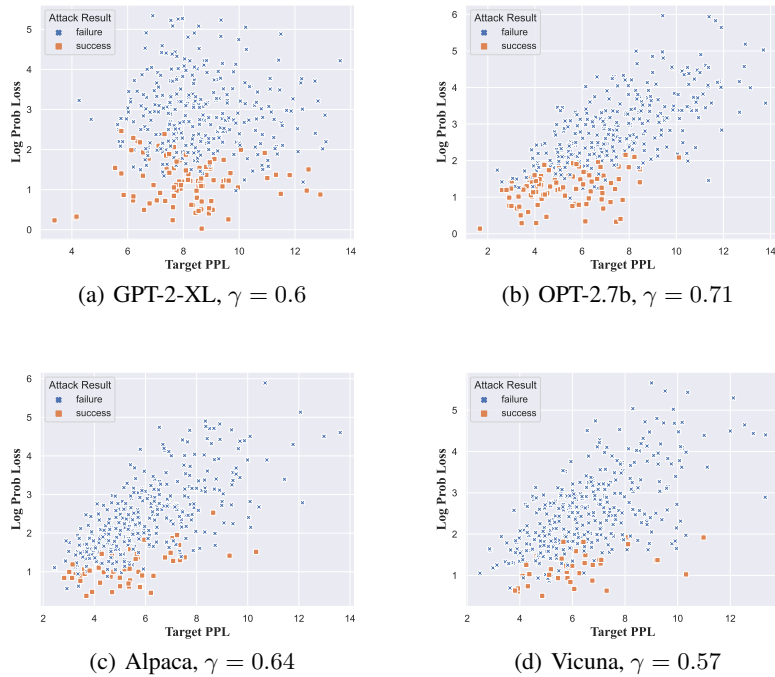 Attack Result
failure
success
5
4
3
2
1
0
Log Prob Loss
4 6 8 10 12 14
Target PPL
(a) GPT-2-XL, γ = 0.6
Attack Result
failure
success
6
5
4
3
2
1
0
Log Prob Loss
2 4 6 8 10 12 14
Target PPL
(b) OPT-2.7b, γ = 0.71
Attack Result
failure
success
6
5
4
3
2
1
Log Prob Loss
2 4 6 8 10 12 14
Target PPL
(c) Alpaca, γ = 0.64
Attack Result
failure
success
5
4
3
2
1
Log Prob Loss
2 4 6 8 10 12
Target PPL
(d) Vicuna, γ = 0.57